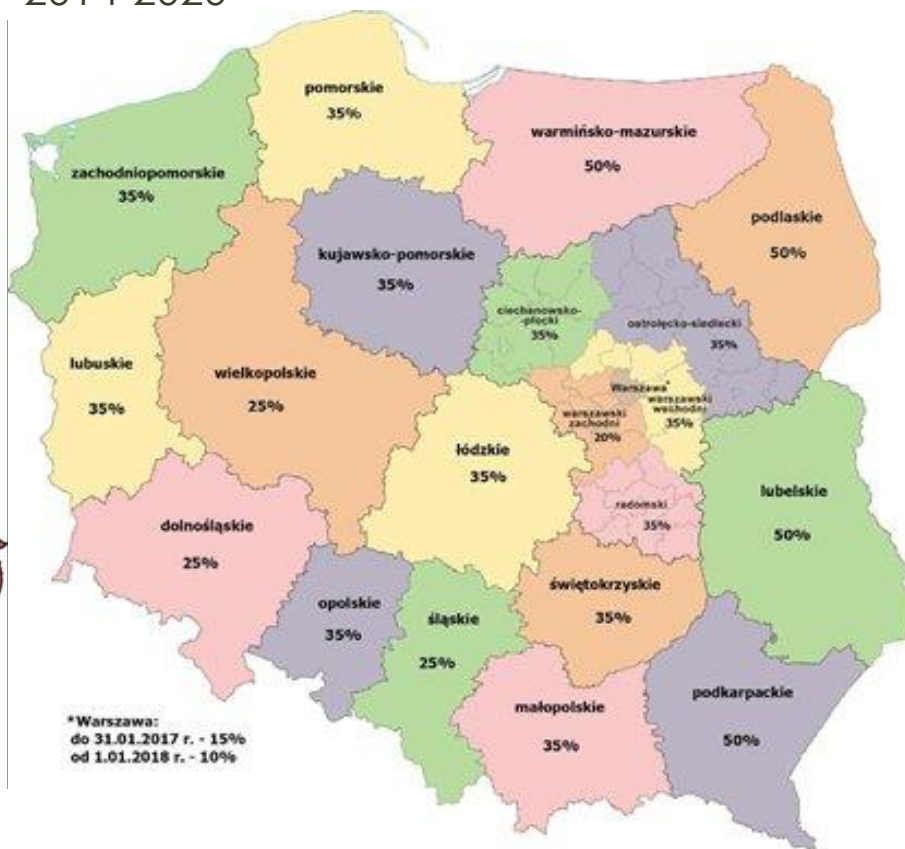 pomorskie
35%
warmińsko-mazurskie
50%
zachodniopomorskie
35%
podlaskie
50%
kujawsko-pomorskie
35%
ciechanowsko-
-płocki
35%
ostrołęcko-siedlecki
35%
lubuskie
35%
wielkopolskie
25%
Warszawa*
warszawski
wschodni
35%
warszawski
zachodni
20%
łódzkie
35%
radomski
35%
lubelskie
50%
dolnośląskie
25%
opolskie
35%
śląskie
25%
świętokrzyskie
35%
małopolskie
35%
podkarpackie
50%
*Warszawa:
do 31.01.2017 r. - 15%
od 1.01.2018 r. - 10%